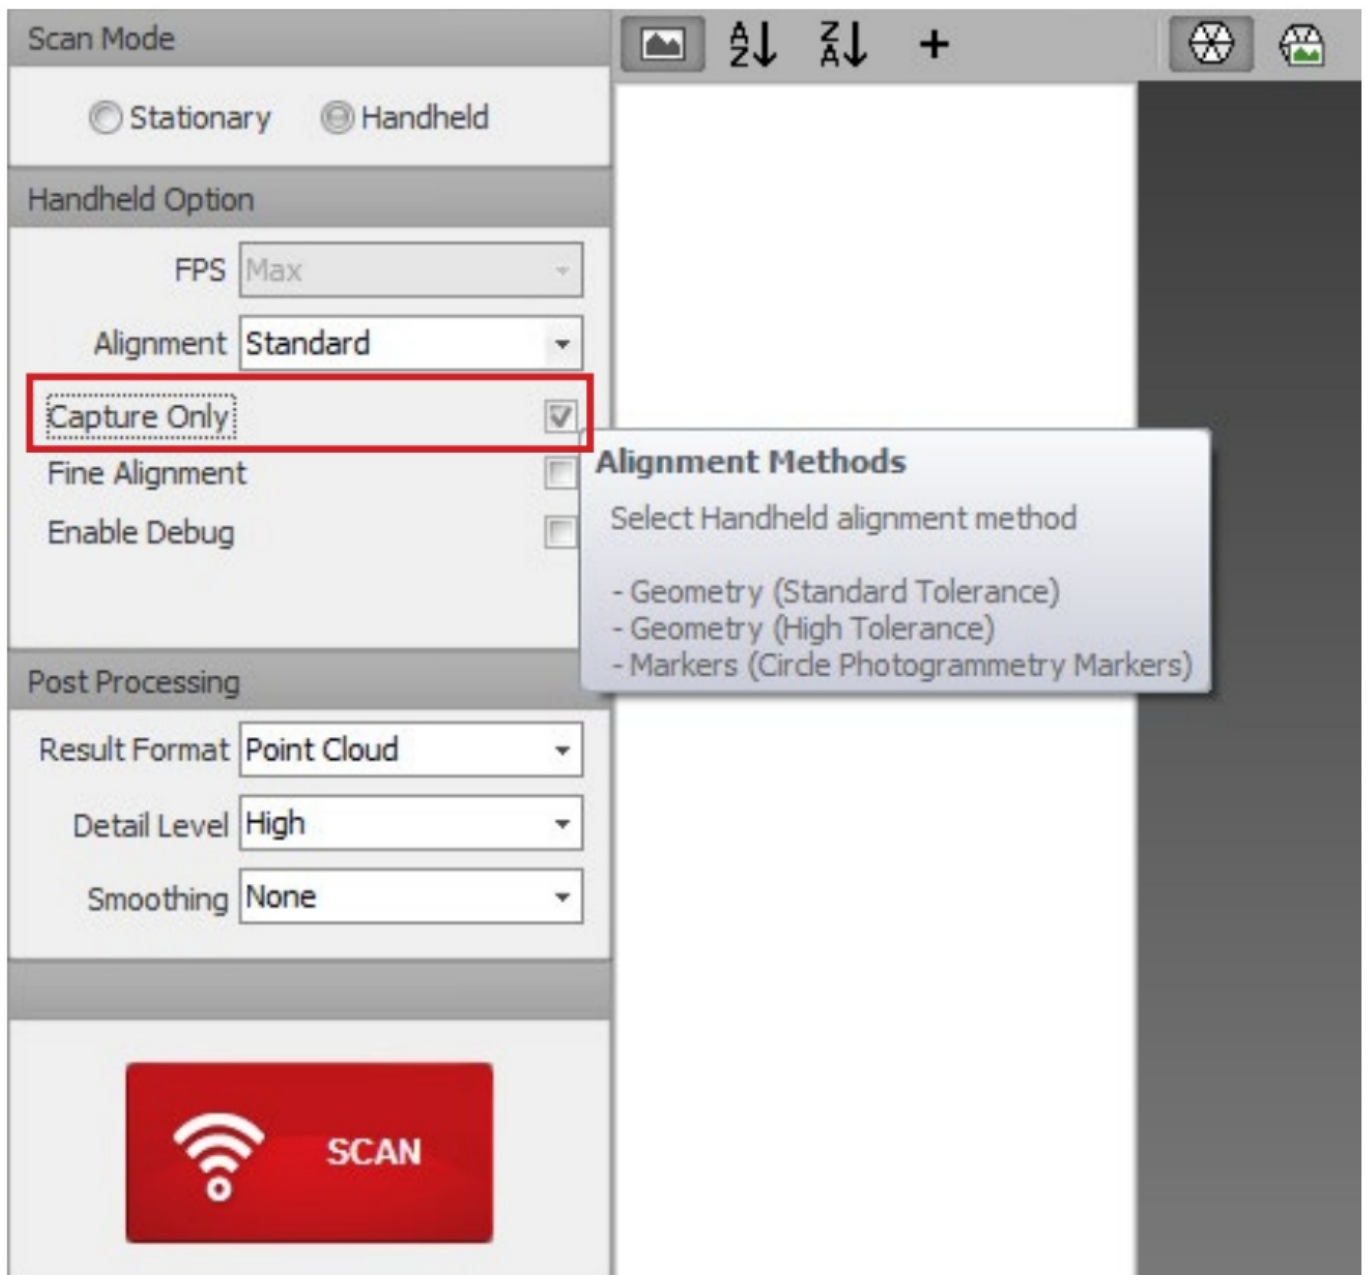 Scan Mode
Stationary Handheld
Handheld Option
FPS Max
Alignment Standard
Capture Only
Fine Alignment
Enable Debug
Alignment Methods
Select Handheld alignment method
- Geometry (Standard Tolerance)
- Geometry (High Tolerance)
- Markers (Circle Photogrammetry Markers)
Post Processing
Result Format Point Cloud
Detail Level High
Smoothing None
SCAN
A
Z
Z
A